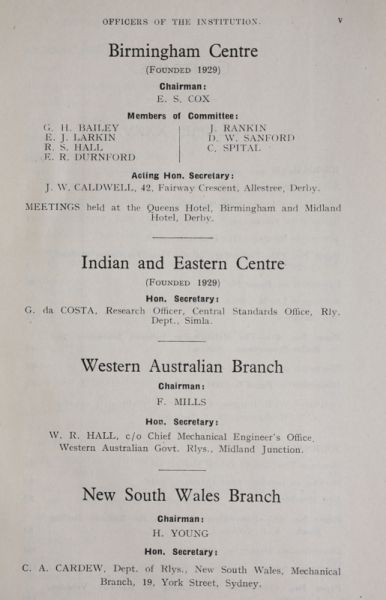 OFFICERS OF THE INSTITUTION. v
Birmingham Centre
(FOUNDED 1929)
Chairman:
E. S. COX
Members of Committee:
G. H. BAILEY J. RANKIN
E. J. LARKIN D. W. SANFORD
R. S. HALL C. SPITAL
E. R. DURNFORD
Acting Hon. Secretary:
J. W. CALDWELL, 42, Fairway Crescent, Allestree, Derby.
MEETINGS held at the Queens Hotel, Birmingham and Midland
Hotel, Derby.
Indian and Eastern Centre
(FOUNDED 1929)
Hon. Secretary:
G. da COSTA, Research Officer, Central Standards Office, Rly.
Dept., Simla.
Western Australian Branch
Chairman:
F. MILLS
Hon. Secretary:
W. R. HALL, c/o Chief Mechanical Engineer's Office,
Western Australian Govt. Rlys., Midland Junction.
New South Wales Branch
Chairman:
H. YOUNG
Hon. Secretary:
C. A. CARDEW, Dept. of Rlys., New South Wales, Mechanical
Branch, 19, York Street, Sydney.